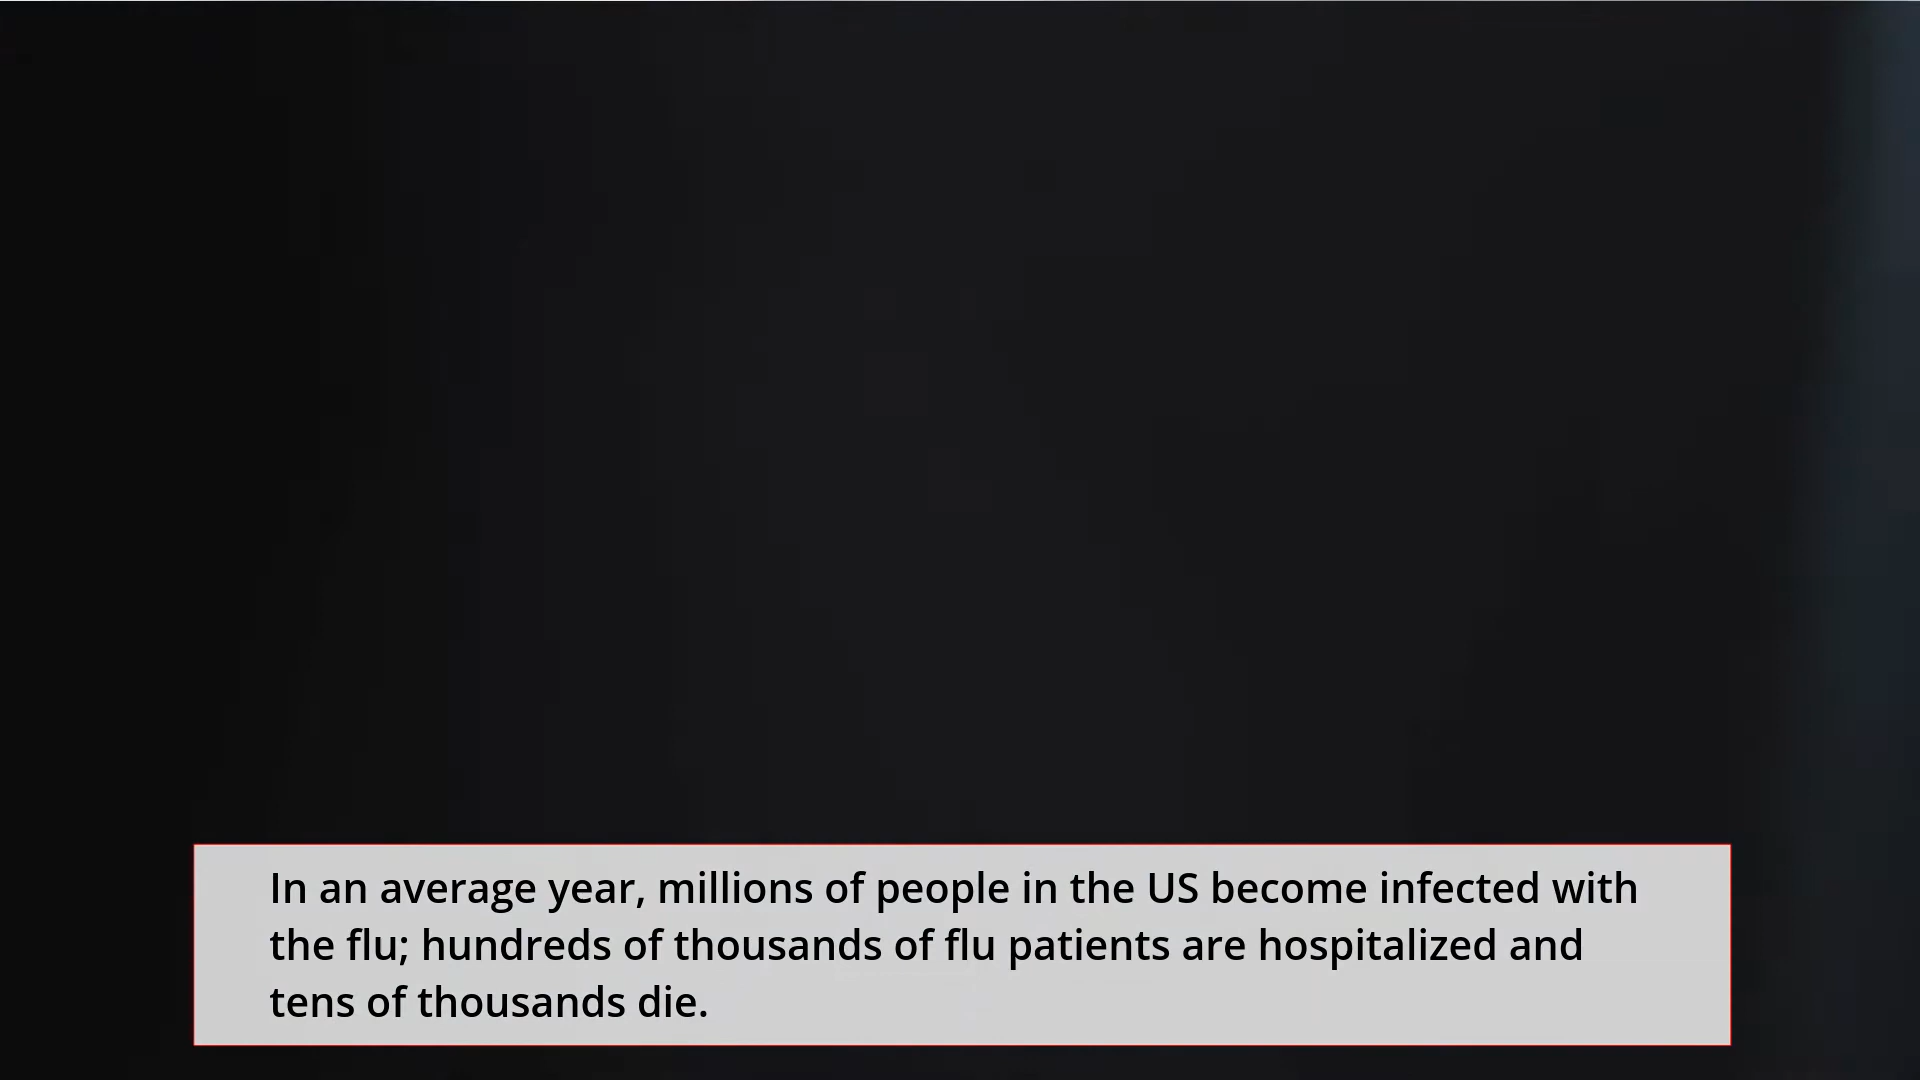 In an average year, millions of people in the US become infected with
the flu; hundreds of thousands of flu patients are hospitalized and
tens of thousands die.